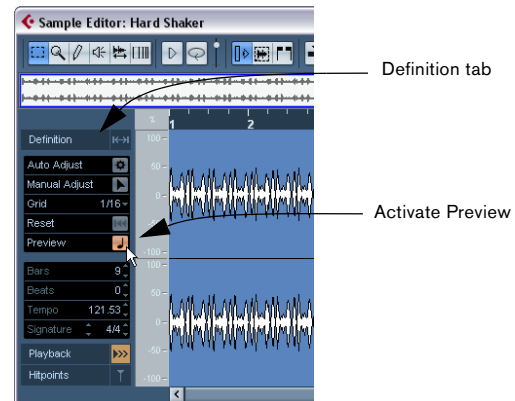 Sample Editor: Hard Shaker
Definition tab
1 2
Definition
Auto Adjust
Manual Adjust
Grid 1/16
Reset
Preview
Activate Preview
Bars 9
Beats 0
Tempo 121.53
Signature 4/4
Playback
Hitpoints
%
100
50
0
-100
100
50
0
-50
-100